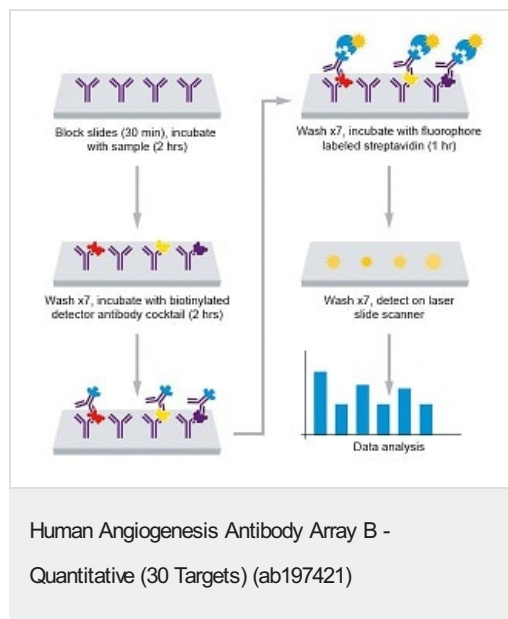 Block slides (30 min), incubate
with sample (2 hrs)
Wash x7, incubate with biotinylated
detector antibody cocktail (2 hrs)
Wash x7, incubate with fluorophore
labeled streptavidin (1 hr)
Wash x7, detect on laser
slide scanner
Data analysis
Human Angiogenesis Antibody Array B -
Quantitative (30 Targets) (ab197421)